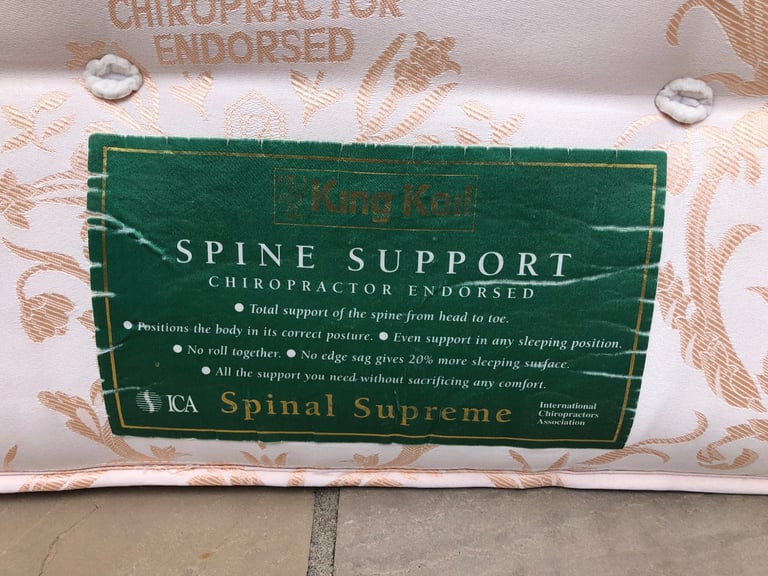 CHIROPRACTOR
ENDORSED
King Koil
SPINE SUPPORT
CHIROPRACTOR ENDORSED
● Total support of the spine from head to toe.
● Positions the body in its correct posture. ● Even support in any sleeping position.
● No roll together. ● No edge sag gives 20% more sleeping surface.
● All the support you need without sacrificing any comfort.
ICA Spinal Supreme
International
Chiropractors
Association